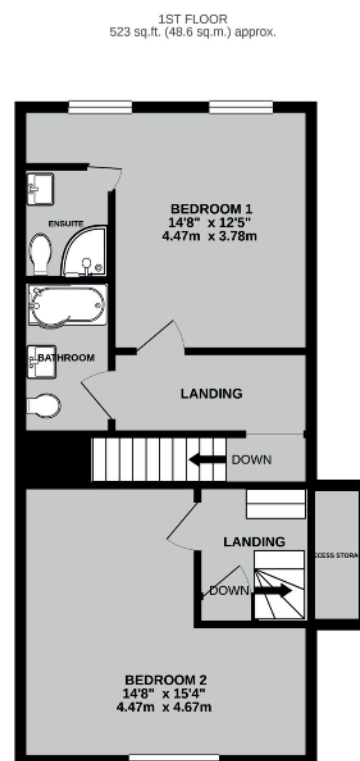 1ST FLOOR
523 sq.ft. (48.6 sq.m.) approx.
BEDROOM 1
14'8" x 12'5"
4.47m x 3.78m
ENSUITE
BATHROOM
LANDING
DOWN
LANDING
DOWN
BEDROOM 2
14'8" x 15'4"
4.47m x 4.67m